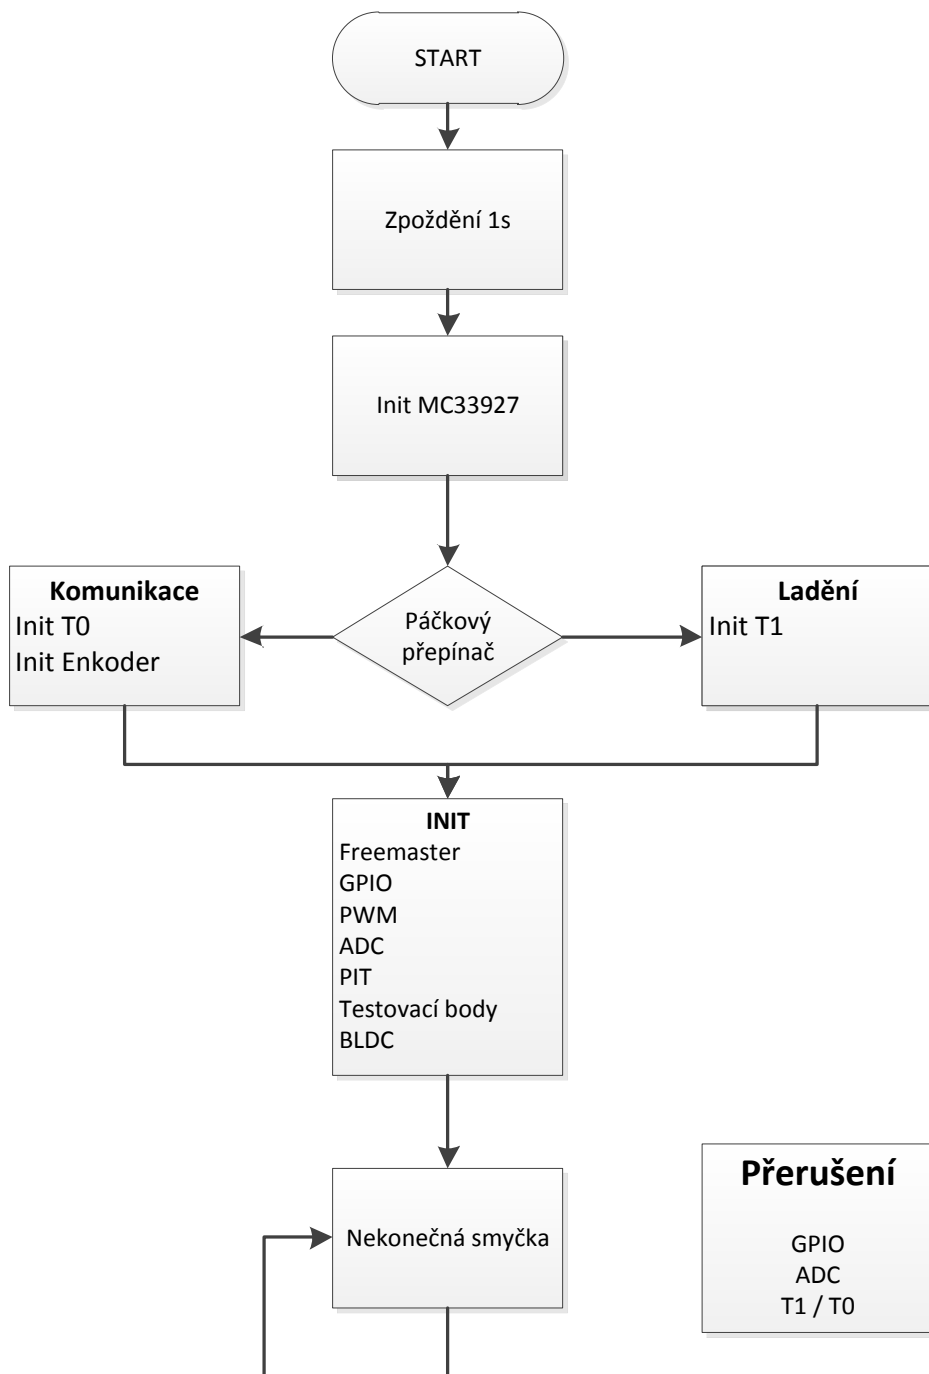 START
Zpoždění 1s
Init MC33927
Páčkový
přepínač
Komunikace
Init T0
Init Enkoder
Ladění
Init T1
INIT
Freemaster
GPIO
PWM
ADC
PIT
Testovací body
BLDC
Nekonečná smyčka
Přerušení
GPIO
ADC
T1 / T0